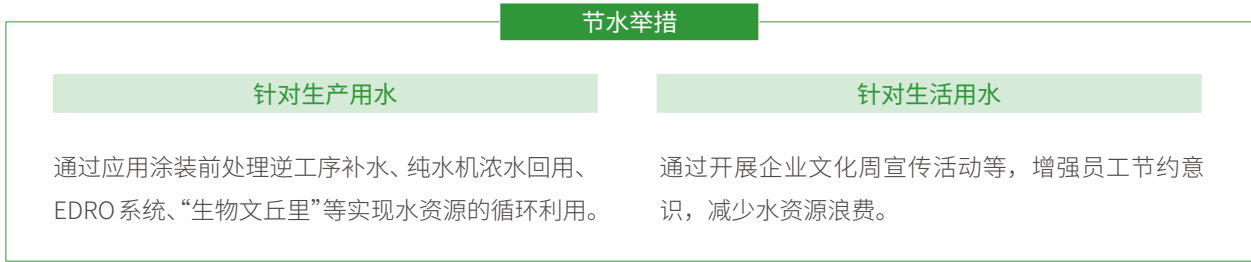 节水举措
针对生产用水
通过应用涂装前处理逆工序补水、纯水机浓水回用、
EDRO 系统、“生物文丘里”等实现水资源的循环利用。
针对生活用水
通过开展企业文化周宣传活动等，增强员工节约意
识，减少水资源浪费。